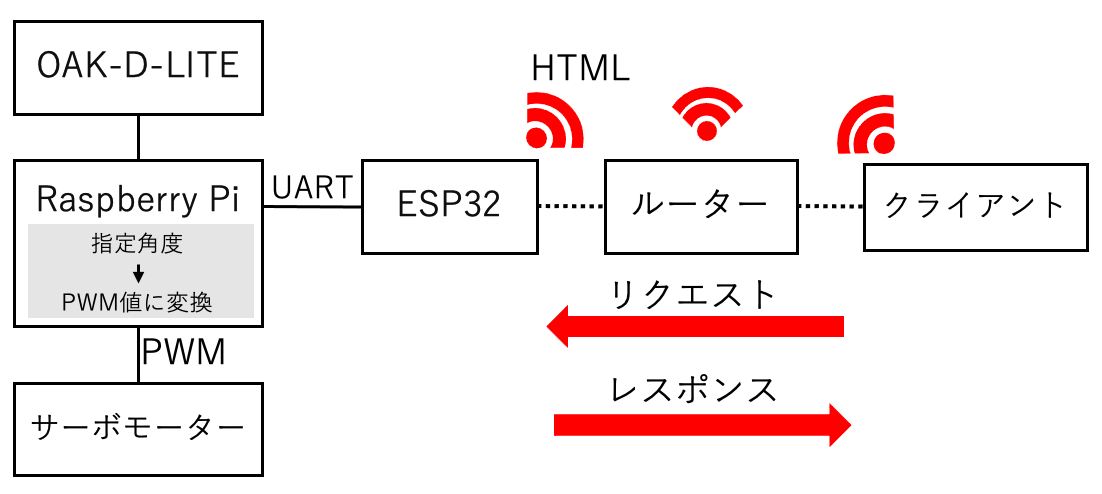 OAK-D-LITE
HTML
Raspberry Pi
指定角度
PWM値に変換
UART
ESP32
ルーター
クライアント
リクエスト
レスポンス
PWM
サーボモーター